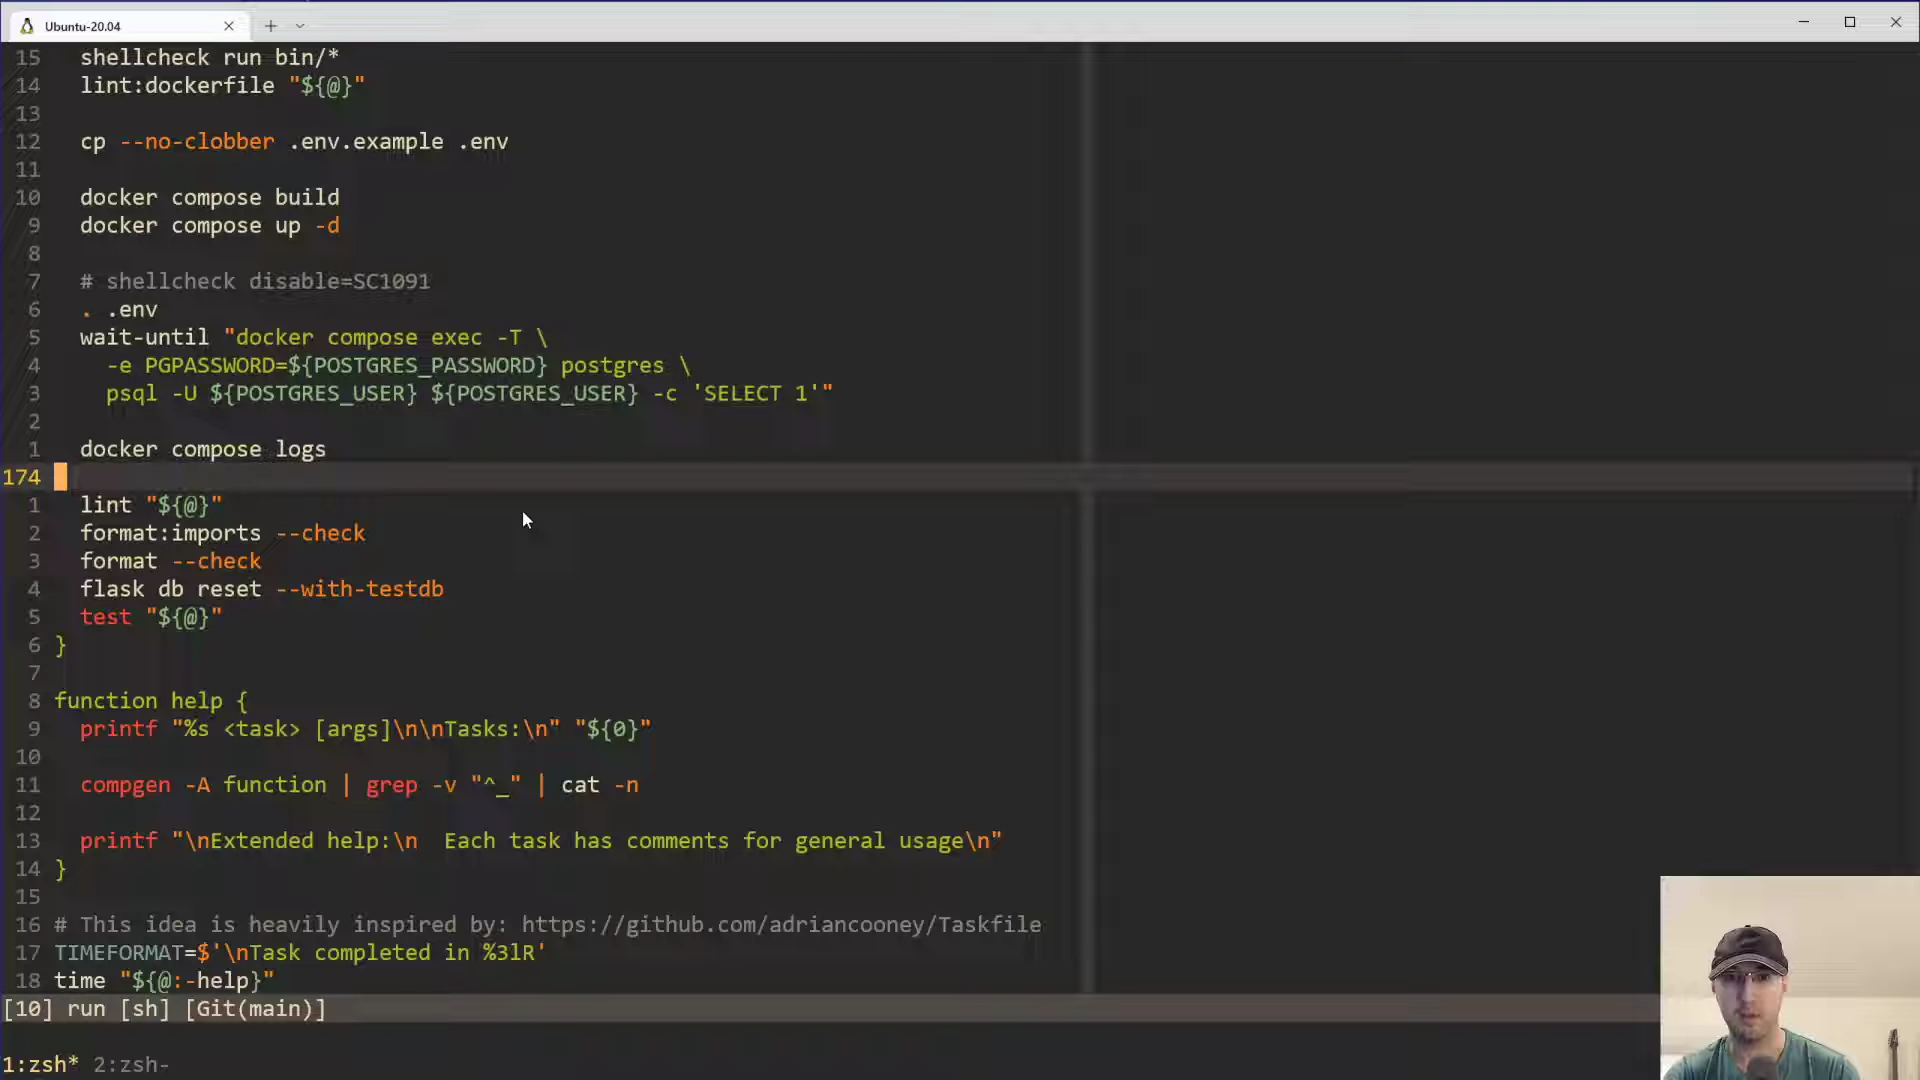 Ubuntu-20.04
15 shellcheck run bin/*
14 lint:dockerfile "${@}"
13
12 cp --no-clobber .env.example .env
11
10 docker compose build
9 docker compose up -d
8
7 # shellcheck disable=SC1091
6 . .env
5 wait-until "docker compose exec -T \
4 -e PGPASSWORD=${POSTGRES_PASSWORD} postgres \
3 psql -U ${POSTGRES_USER} ${POSTGRES_USER} -c 'SELECT 1'"
2
1 docker compose logs
174
1 lint "${@}"
2 format:imports --check
3 format --check
4 flask db reset --with-testdb
5 test "${@}"
6 }
7
8 function help {
9 printf "%s <task> [args]\n\nTasks:\n" "${0}"
10
11 compgen -A function | grep -v "^_" | cat -n
12
13 printf "\nExtended help:\n  Each task has comments for general usage\n"
14 }
15
16 # This idea is heavily inspired by: https://github.com/adriancooney/Taskfile
17 TIMEFORMAT=$'\nTask completed in %3lR'
18 time "${@:-help}"
[10] run [sh] [Git(main)]
1:zsh* 2:zsh-